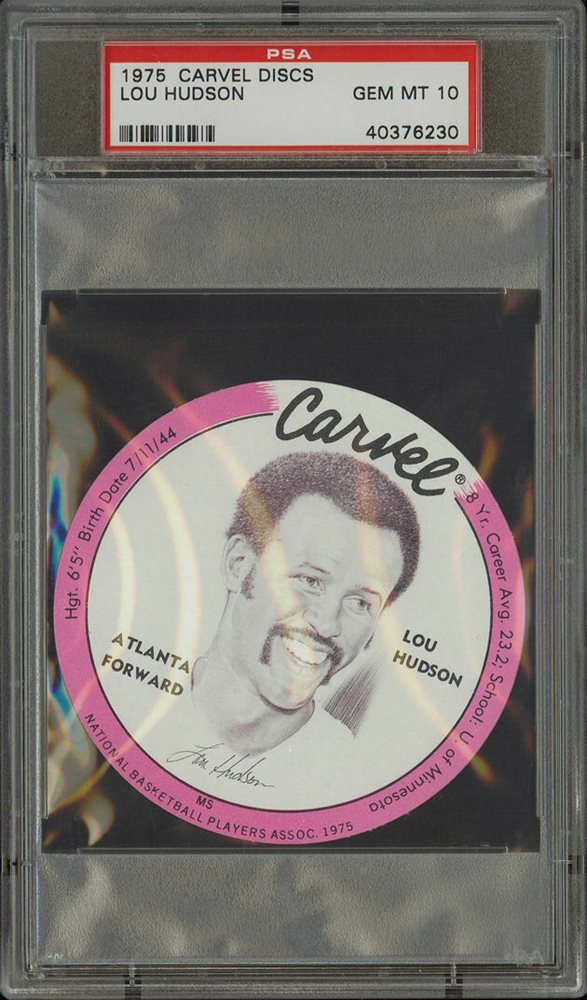 PSA
1975 CARVEL DISCS
LOU HUDSON GEM MT 10
40376230
Carvel®
Hgt. 6'5" Birth Date 7/11/44
8 Yr. Career Avg. 23.2; School: U. of Minnesota
ATLANTA
FORWARD
LOU
HUDSON
Lou Hudson
MS
NATIONAL BASKETBALL PLAYERS ASSOC. 1975